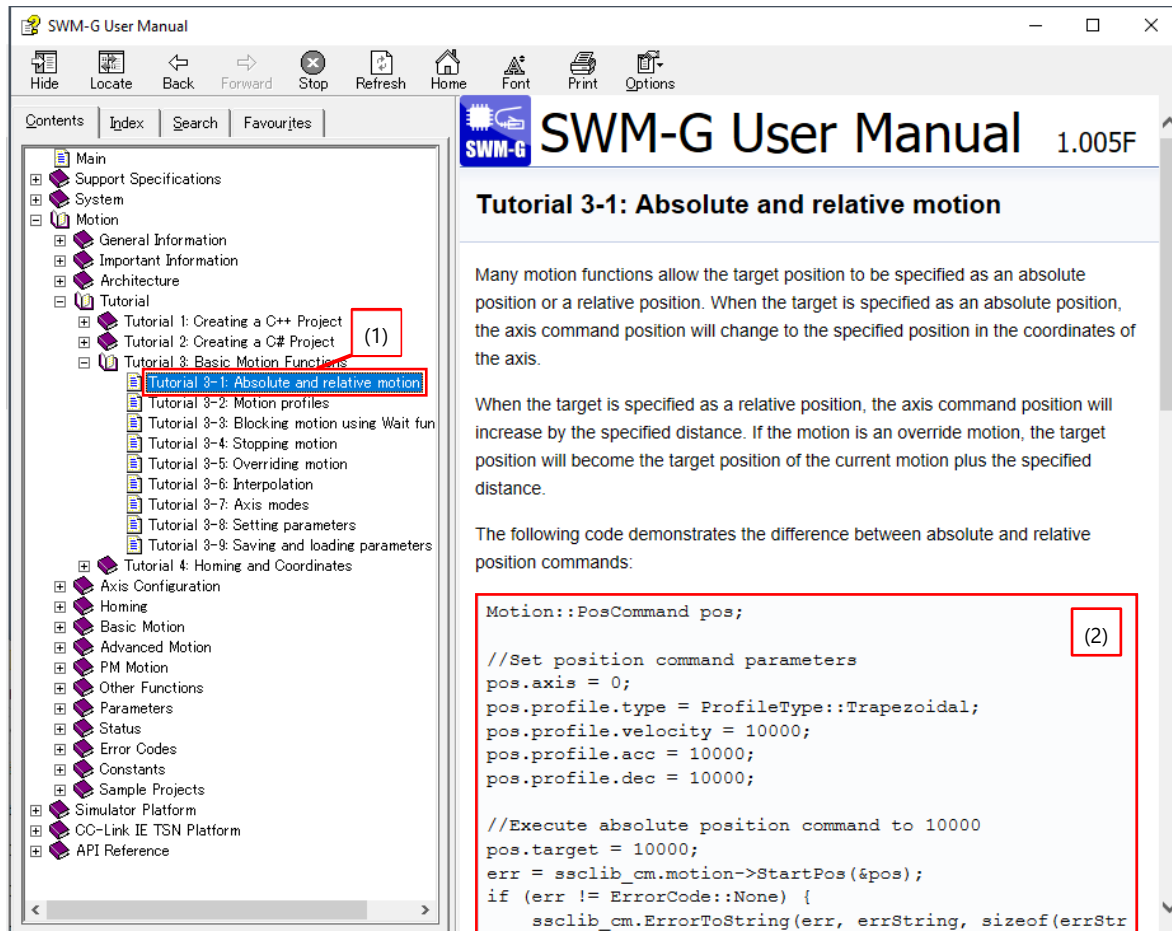 SWM-G User Manual
Hide Locate Back Forward Stop Refresh Home Font Print Options
Contents Index Search Favourites
Main
Support Specifications
System
Motion
General Information
Important Information
Architecture
Tutorial
Tutorial 1: Creating a C++ Project
Tutorial 2: Creating a C# Project
(1)
Tutorial 3: Basic Motion Functions
Tutorial 3-1: Absolute and relative motion
Tutorial 3-2: Motion profiles
Tutorial 3-3: Blocking motion using Wait fun
Tutorial 3-4: Stopping motion
Tutorial 3-5: Overriding motion
Tutorial 3-6: Interpolation
Tutorial 3-7: Axis modes
Tutorial 3-8: Setting parameters
Tutorial 3-9: Saving and loading parameters
Tutorial 4: Homing and Coordinates
Axis Configuration
Homing
Basic Motion
Advanced Motion
PM Motion
Other Functions
Parameters
Status
Error Codes
Constants
Sample Projects
Simulator Platform
CC-Link IE TSN Platform
API Reference
SWM-G
SWM-G User Manual 1.005F
Tutorial 3-1: Absolute and relative motion
Many motion functions allow the target position to be specified as an absolute
position or a relative position. When the target is specified as an absolute position,
the axis command position will change to the specified position in the coordinates of
the axis.
When the target is specified as a relative position, the axis command position will
increase by the specified distance. If the motion is an override motion, the target
position will become the target position of the current motion plus the specified
distance.
The following code demonstrates the difference between absolute and relative
position commands:
Motion::PosCommand pos;
(2)
//Set position command parameters
pos.axis = 0;
pos.profile.type = ProfileType::Trapezoidal;
pos.profile.velocity = 10000;
pos.profile.acc = 10000;
pos.profile.dec = 10000;
//Execute absolute position command to 10000
pos.target = 10000;
err = ssclib_cm.motion->StartPos(&pos);
if (err != ErrorCode::None) {
ssclib_cm.ErrorToString(err, errString, sizeof(errStr